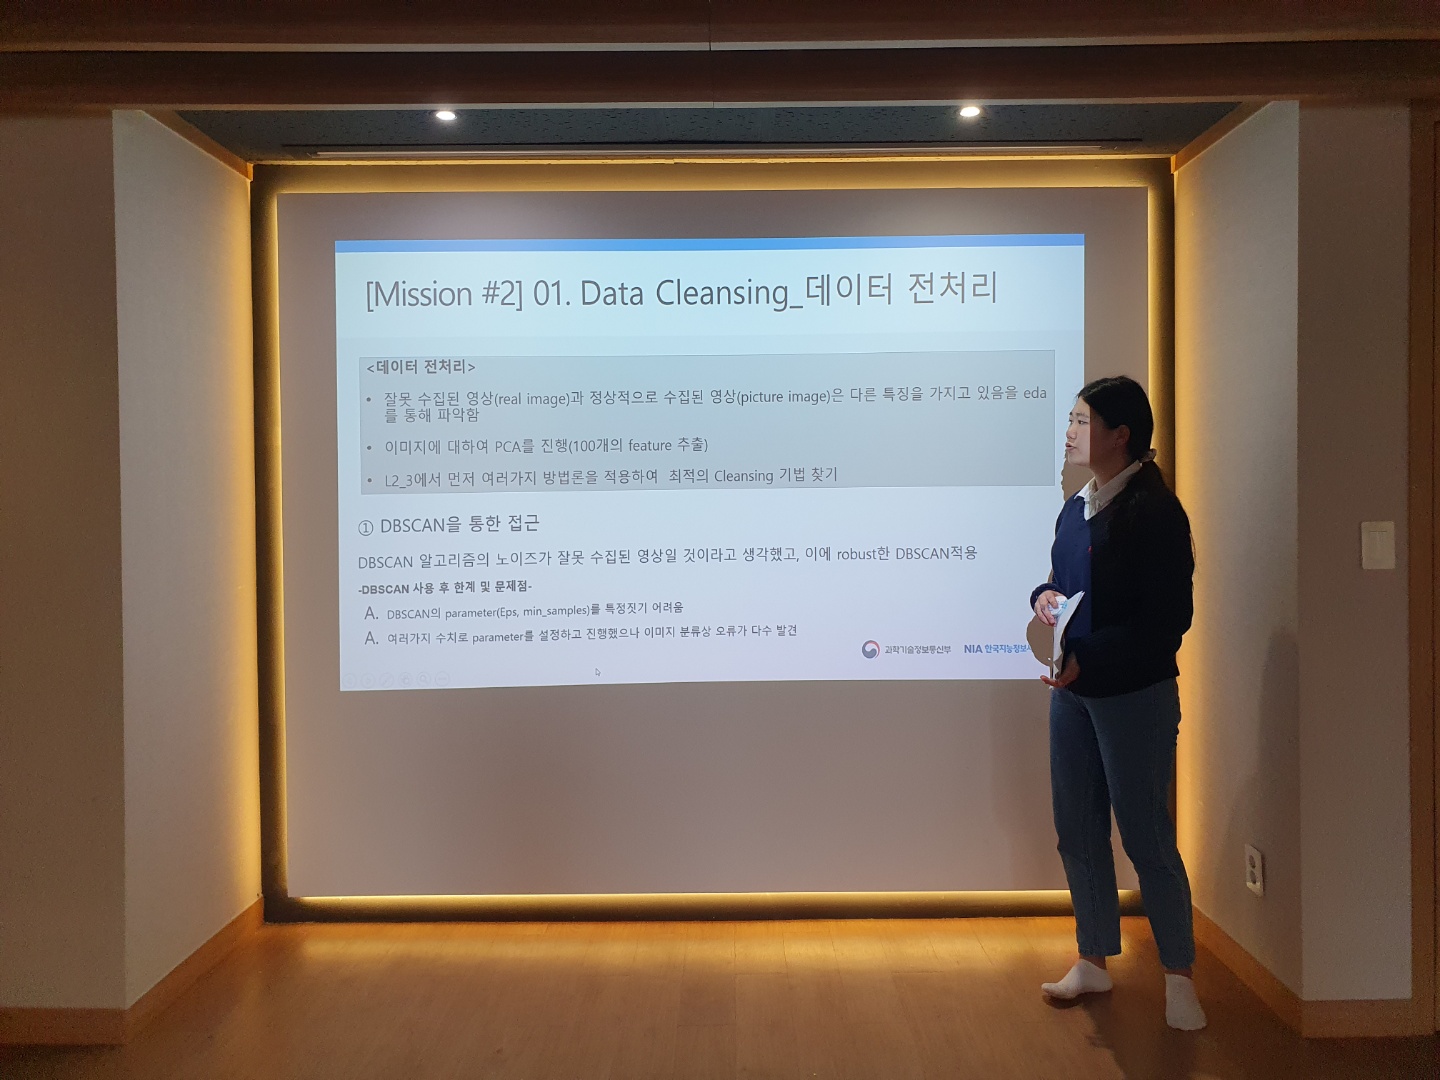 [Mission #2] 01. Data Cleansing_데이터 전처리
<데이터 전처리>
• 잘못 수집된 영상(real image)과 정상적으로 수집된 영상(picture image)은 다른 특징을 가지고 있음을 eda
를 통해 파악함
• 이미지에 대하여 PCA를 진행(100개의 feature 추출)
• L2_3에서 먼저 여러가지 방법론을 적용하여 최적의 Cleansing 기법 찾기
① DBSCAN을 통한 접근
DBSCAN 알고리즘의 노이즈가 잘못 수집된 영상일 것이라고 생각했고, 이에 robust한 DBSCAN적용
-DBSCAN 사용 후 한계 및 문제점-
A. DBSCAN의 parameter(Eps, min_samples)를 특정짓기 어려움
A. 여러가지 수치로 parameter를 설정하고 진행했으나 이미지 분류상 오류가 다수 발견
과학기술정보통신부 NIA 한국지능정보